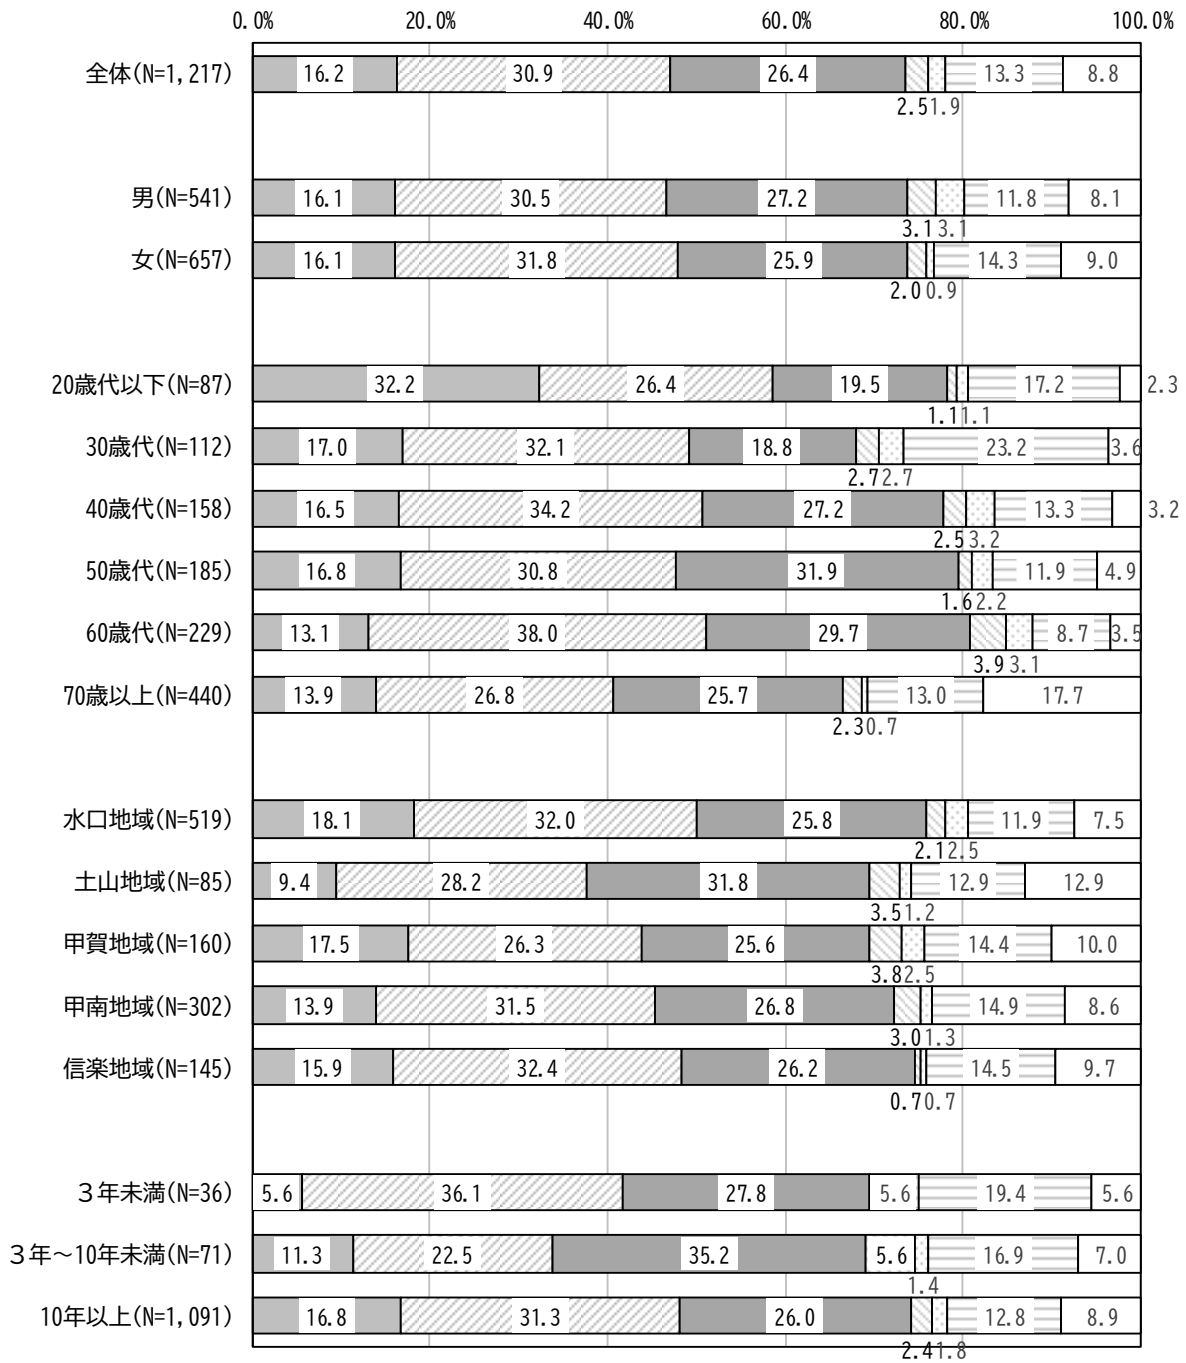 0.0% 20.0% 40.0% 60.0% 80.0% 100.0%
全体(N=1,217) 16.2 30.9 26.4 13.3 8.8
2.5 1.9
男(N=541) 16.1 30.5 27.2 11.8 8.1
3.1 3.1
女(N=657) 16.1 31.8 25.9 14.3 9.0
2.0 0.9
20歳代以下(N=87) 32.2 26.4 19.5 17.2 2.3
1.1 1.1
30歳代(N=112) 17.0 32.1 18.8 23.2 3.6
2.7 2.7
40歳代(N=158) 16.5 34.2 27.2 13.3 3.2
2.5 3.2
50歳代(N=185) 16.8 30.8 31.9 11.9 4.9
1.6 2.2
60歳代(N=229) 13.1 38.0 29.7 8.7 3.5
3.9 3.1
70歳以上(N=440) 13.9 26.8 25.7 13.0 17.7
2.3 0.7
水口地域(N=519) 18.1 32.0 25.8 11.9 7.5
2.1 2.5
土山地域(N=85) 9.4 28.2 31.8 12.9 12.9
3.5 1.2
甲賀地域(N=160) 17.5 26.3 25.6 14.4 10.0
3.8 2.5
甲南地域(N=302) 13.9 31.5 26.8 14.9 8.6
3.0 1.3
信楽地域(N=145) 15.9 32.4 26.2 14.5 9.7
0.7 0.7
３年未満(N=36) 5.6 36.1 27.8 5.6 19.4 5.6
３年～10年未満(N=71) 11.3 22.5 35.2 5.6 16.9 7.0
1.4
10年以上(N=1,091) 16.8 31.3 26.0 12.8 8.9
2.4 1.8